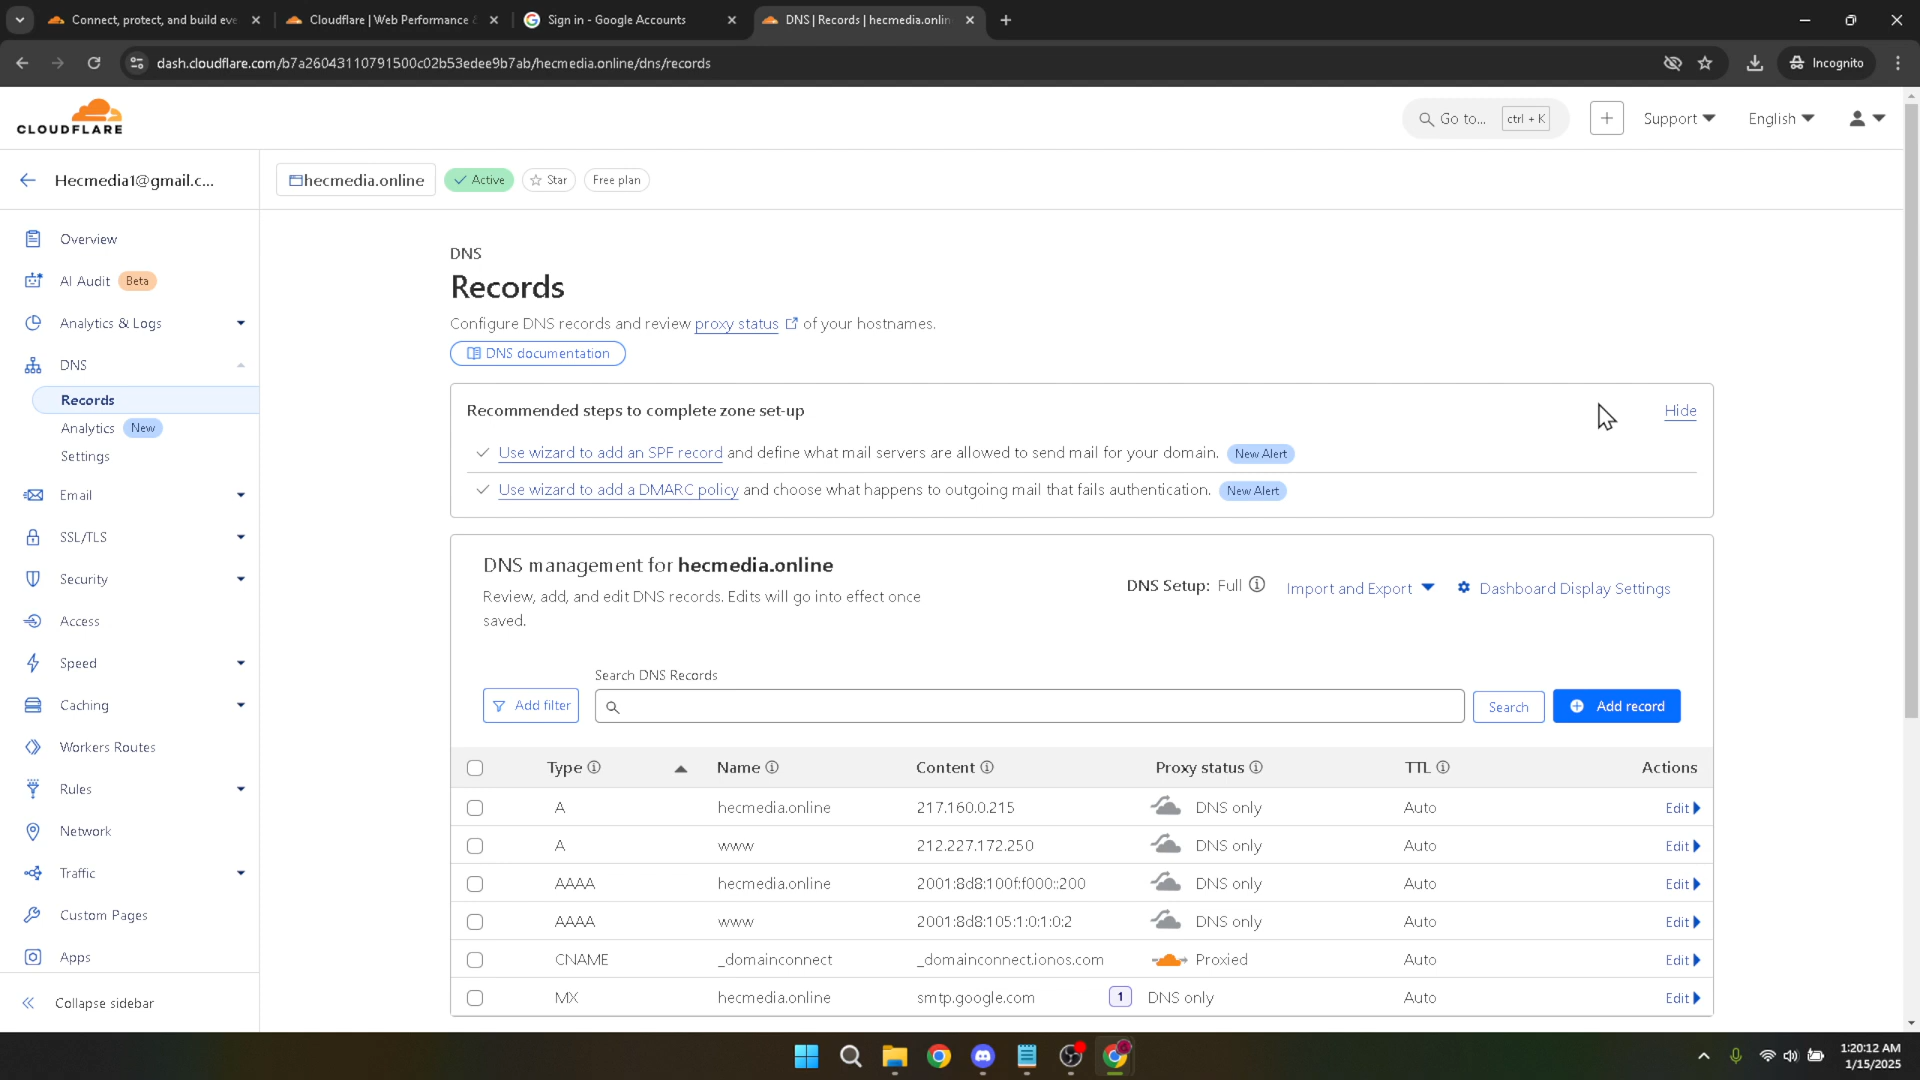 Connect, protect, and build eve
Cloudflare | Web Performance &
Sign in - Google Accounts
DNS | Records | hecmedia.onlin
dash.cloudflare.com/b7a26043110791500c02b53edee9b7ab/hecmedia.online/dns/records
Incognito
CLOUDFLARE
Go to...
ctrl + K
Support
English
Hecmedia1@gmail.c...
hecmedia.online
Active
Star
Free plan
Overview
AI Audit
Beta
Analytics & Logs
DNS
Records
Analytics
New
Settings
Email
SSL/TLS
Security
Access
Speed
Caching
Workers Routes
Rules
Network
Traffic
Custom Pages
Apps
Collapse sidebar
DNS
Records
Configure DNS records and review proxy status of your hostnames.
DNS documentation
Recommended steps to complete zone set-up
Hide
Use wizard to add an SPF record and define what mail servers are allowed to send mail for your domain. New Alert
Use wizard to add a DMARC policy and choose what happens to outgoing mail that fails authentication. New Alert
DNS management for hecmedia.online
Review, add, and edit DNS records. Edits will go into effect once
saved.
DNS Setup: Full
Import and Export
Dashboard Display Settings
Search DNS Records
Add filter
Search
Add record
Type Name Content Proxy status TTL Actions
A hecmedia.online 217.160.0.215 DNS only Auto Edit
A www 212.227.172.250 DNS only Auto Edit
AAAA hecmedia.online 2001:8d8:100f:f000::200 DNS only Auto Edit
AAAA www 2001:8d8:105:1:0:1:0:2 DNS only Auto Edit
CNAME _domainconnect _domainconnect.ionos.com Proxied Auto Edit
MX hecmedia.online smtp.google.com 1 DNS only Auto Edit
1:20:12 AM
1/15/2025